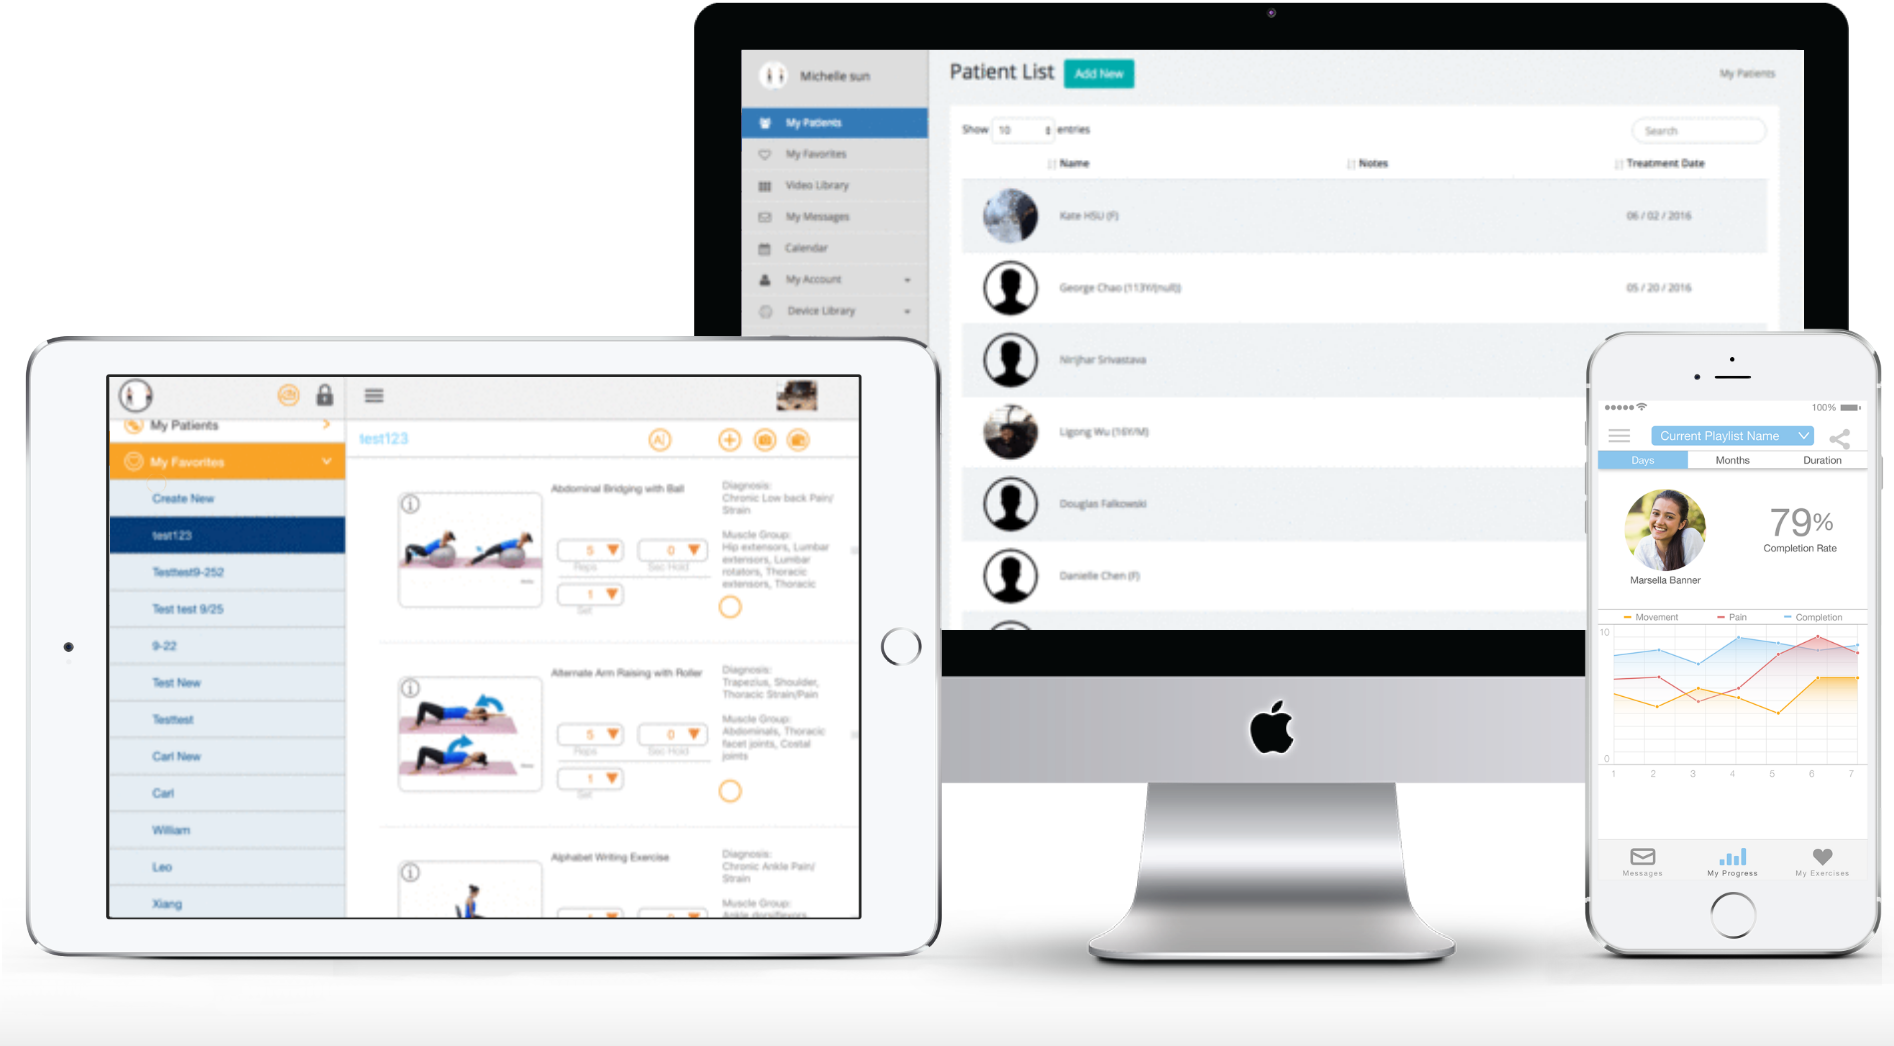 Michelle sun
My Patients
My Favorites
Video Library
My Messages
Calendar
My Account
Device Library
Patient List
Add New
My Patients
Show 10 entries
Search
Name Notes Treatment Date
Kate HSU (F) 06 / 02 / 2016
George Chao (113Y/(null)) 05 / 20 / 2016
Nirijhar Srivastava
Ligong Wu (16Y/M)
Douglas Falkowski
Danielle Chen (F)
My Patients
My Favorites
Create New
test123
Testtest9-252
Test test 9/25
9-22
Test New
Testtest
Carl New
Carl
William
Leo
Xiang
test123
A
Abdominal Bridging with Ball
5
Reps
0
Sec Hold
1
Set
Diagnosis:
Chronic Low back Pain/
Strain
Muscle Group:
Hip extensors, Lumbar
extensors, Lumbar
rotators, Thoracic
extensors, Thoracic
Alternate Arm Raising with Roller
5
Reps
0
Sec Hold
1
Set
Diagnosis:
Trapezius, Shoulder,
Thoracic Strain/Pain
Muscle Group:
Abdominals, Thoracic
facet joints, Costal
joints
Alphabet Writing Exercise
Diagnosis:
Chronic Ankle Pain/
Strain
Muscle Group:
Ankle dorsiflexors
100%
Current Playlist Name
Days Months Duration
79%
Completion Rate
Marsella Banner
Movement Pain Completion
10
0
1 2 3 4 5 6 7
Messages My Progress My Exercises